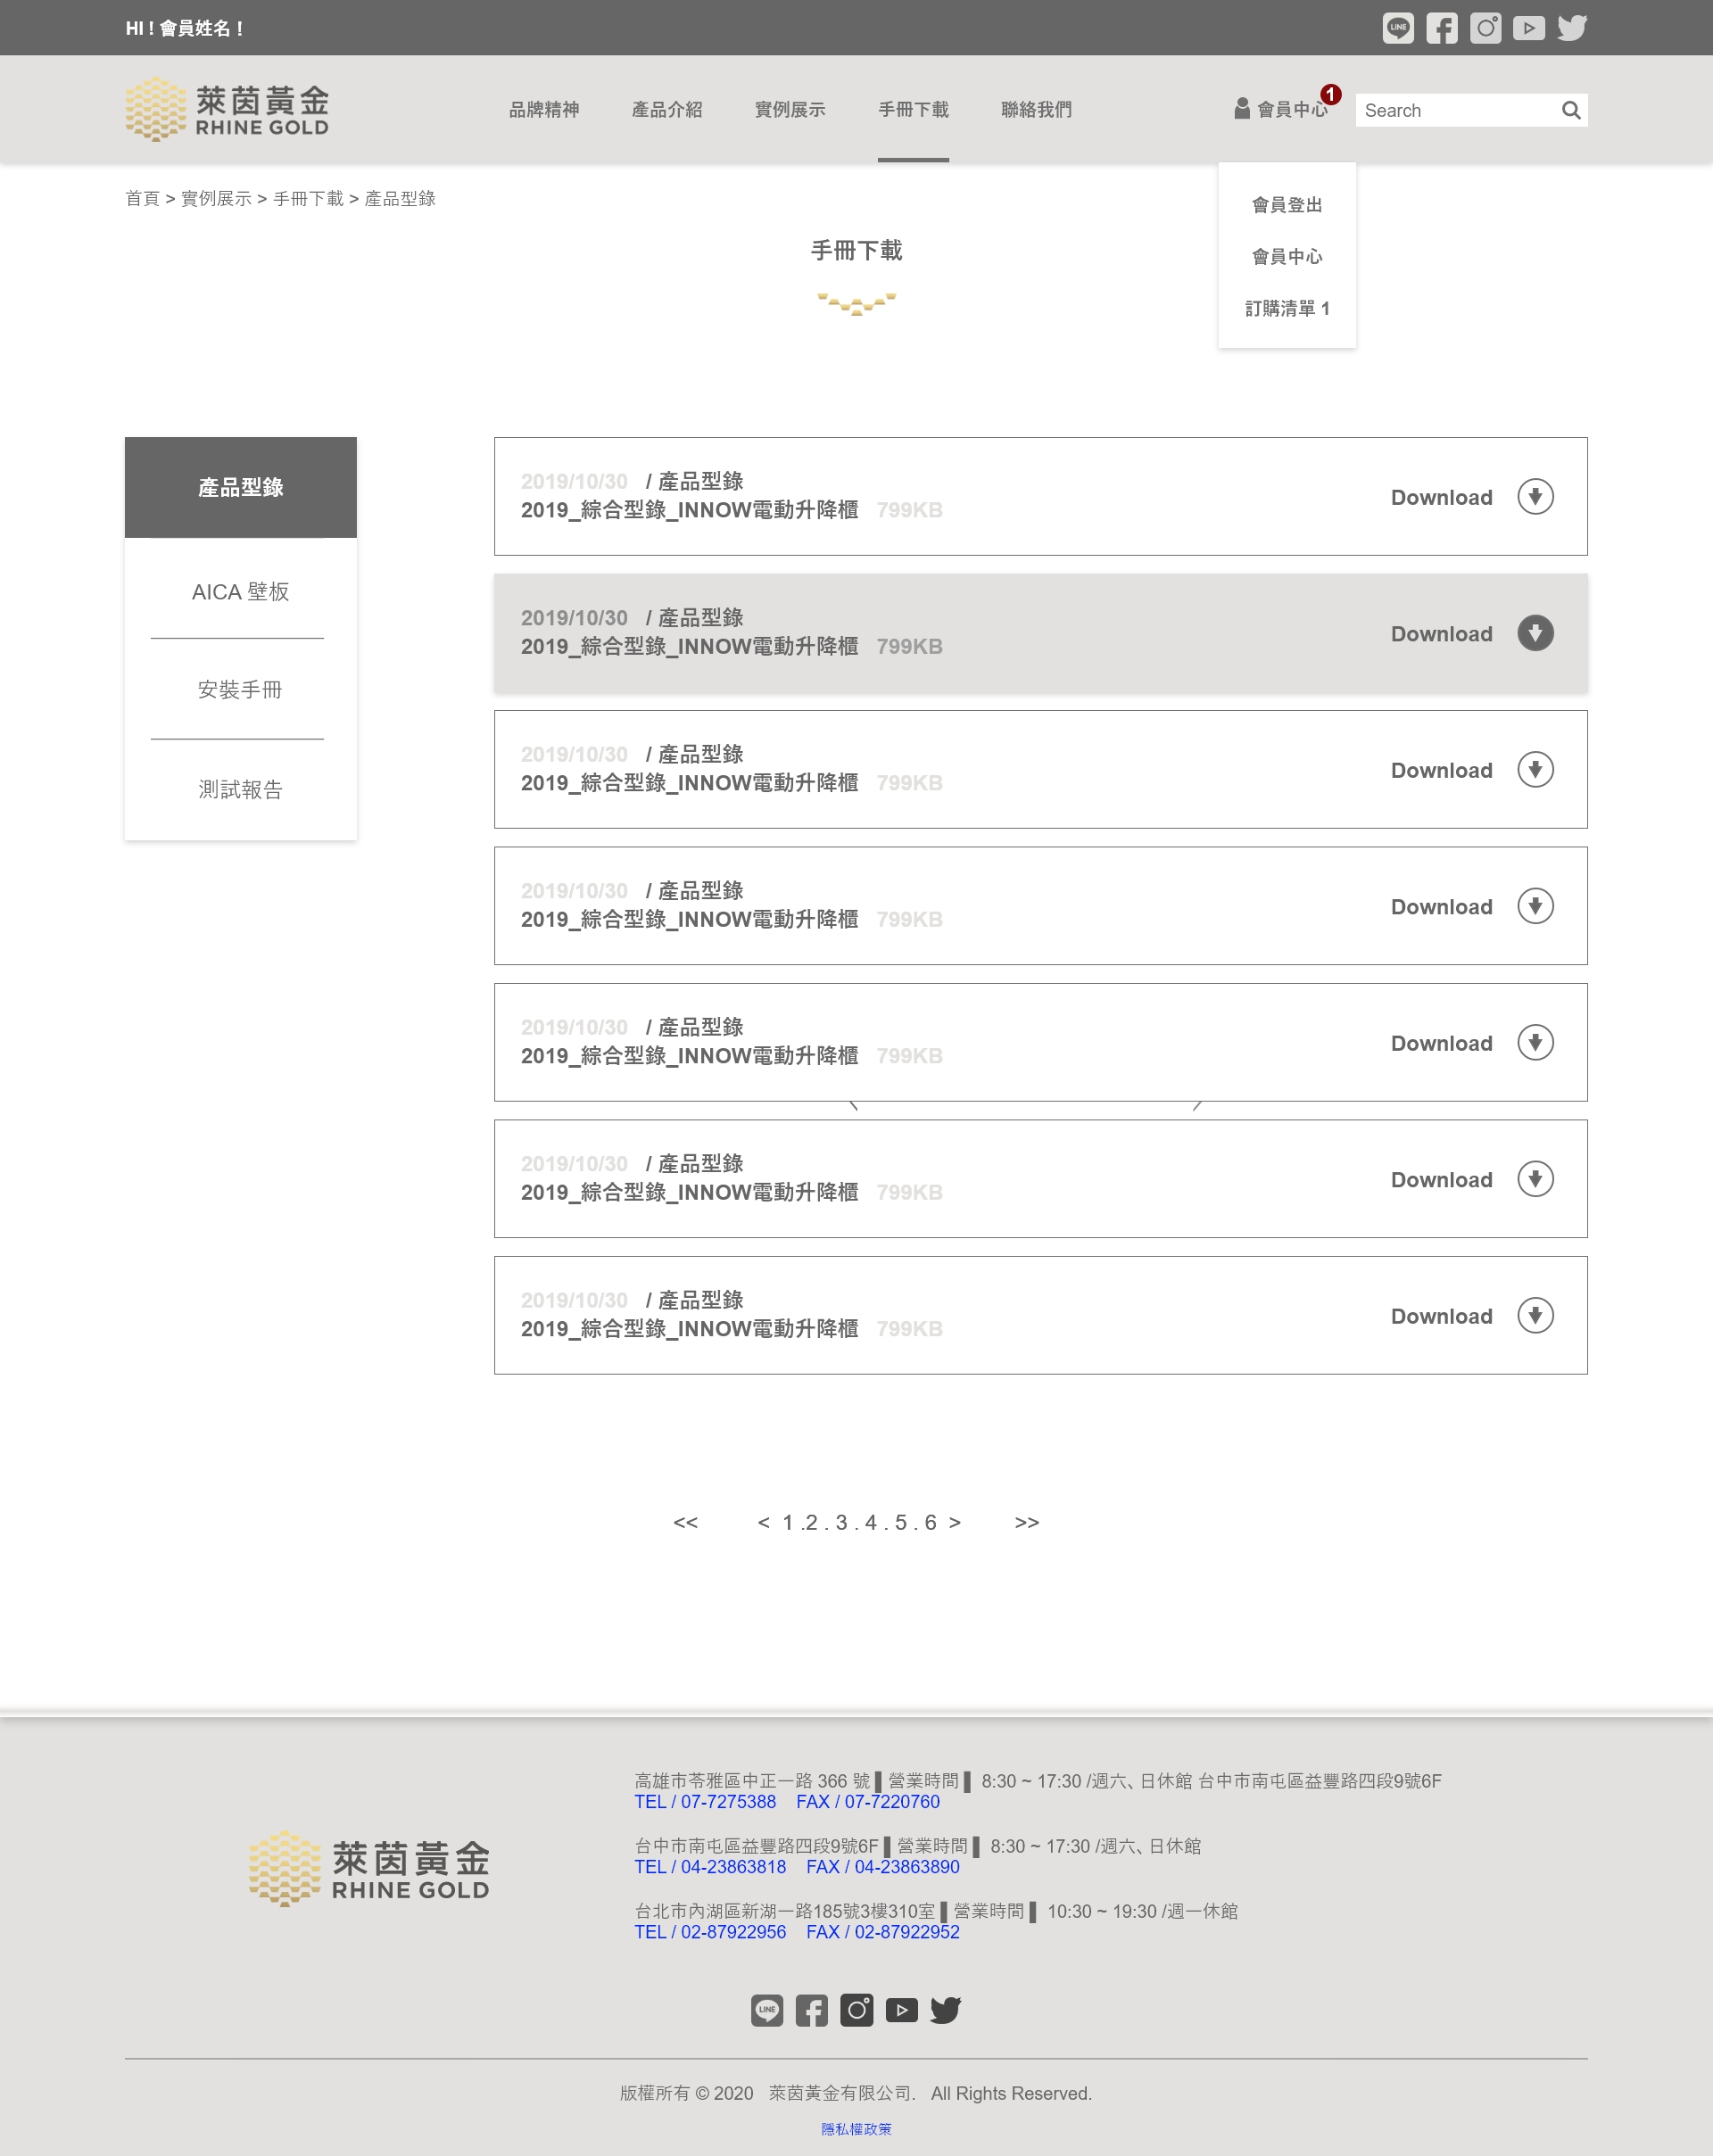 HI ! 會員姓名 !
LINE
萊茵黃金
RHINE GOLD
品牌精神 產品介紹 實例展示 手冊下載 聯絡我們 會員中心 1 Search
首頁 > 實例展示 > 手冊下載 > 產品型錄
會員登出
會員中心
訂購清單 1
手冊下載
產品型錄
AICA 壁板
安裝手冊
測試報告
2019/10/30 / 產品型錄
2019_綜合型錄_INNOW電動升降櫃 799KB
Download
2019/10/30 / 產品型錄
2019_綜合型錄_INNOW電動升降櫃 799KB
Download
2019/10/30 / 產品型錄
2019_綜合型錄_INNOW電動升降櫃 799KB
Download
2019/10/30 / 產品型錄
2019_綜合型錄_INNOW電動升降櫃 799KB
Download
2019/10/30 / 產品型錄
2019_綜合型錄_INNOW電動升降櫃 799KB
Download
2019/10/30 / 產品型錄
2019_綜合型錄_INNOW電動升降櫃 799KB
Download
2019/10/30 / 產品型錄
2019_綜合型錄_INNOW電動升降櫃 799KB
Download
<< < 1 .2 . 3 . 4 . 5 . 6 > >>
萊茵黃金
RHINE GOLD
高雄市苓雅區中正一路 366 號 ▌營業時間 ▌ 8:30 ~ 17:30 /週六、日休館 台中市南屯區益豐路四段9號6F
TEL / 07-7275388 FAX / 07-7220760
台中市南屯區益豐路四段9號6F ▌營業時間 ▌ 8:30 ~ 17:30 /週六、日休館
TEL / 04-23863818 FAX / 04-23863890
台北市內湖區新湖一路185號3樓310室 ▌營業時間 ▌ 10:30 ~ 19:30 /週一休館
TEL / 02-87922956 FAX / 02-87922952
LINE
版權所有 © 2020 萊茵黃金有限公司. All Rights Reserved.
隱私權政策